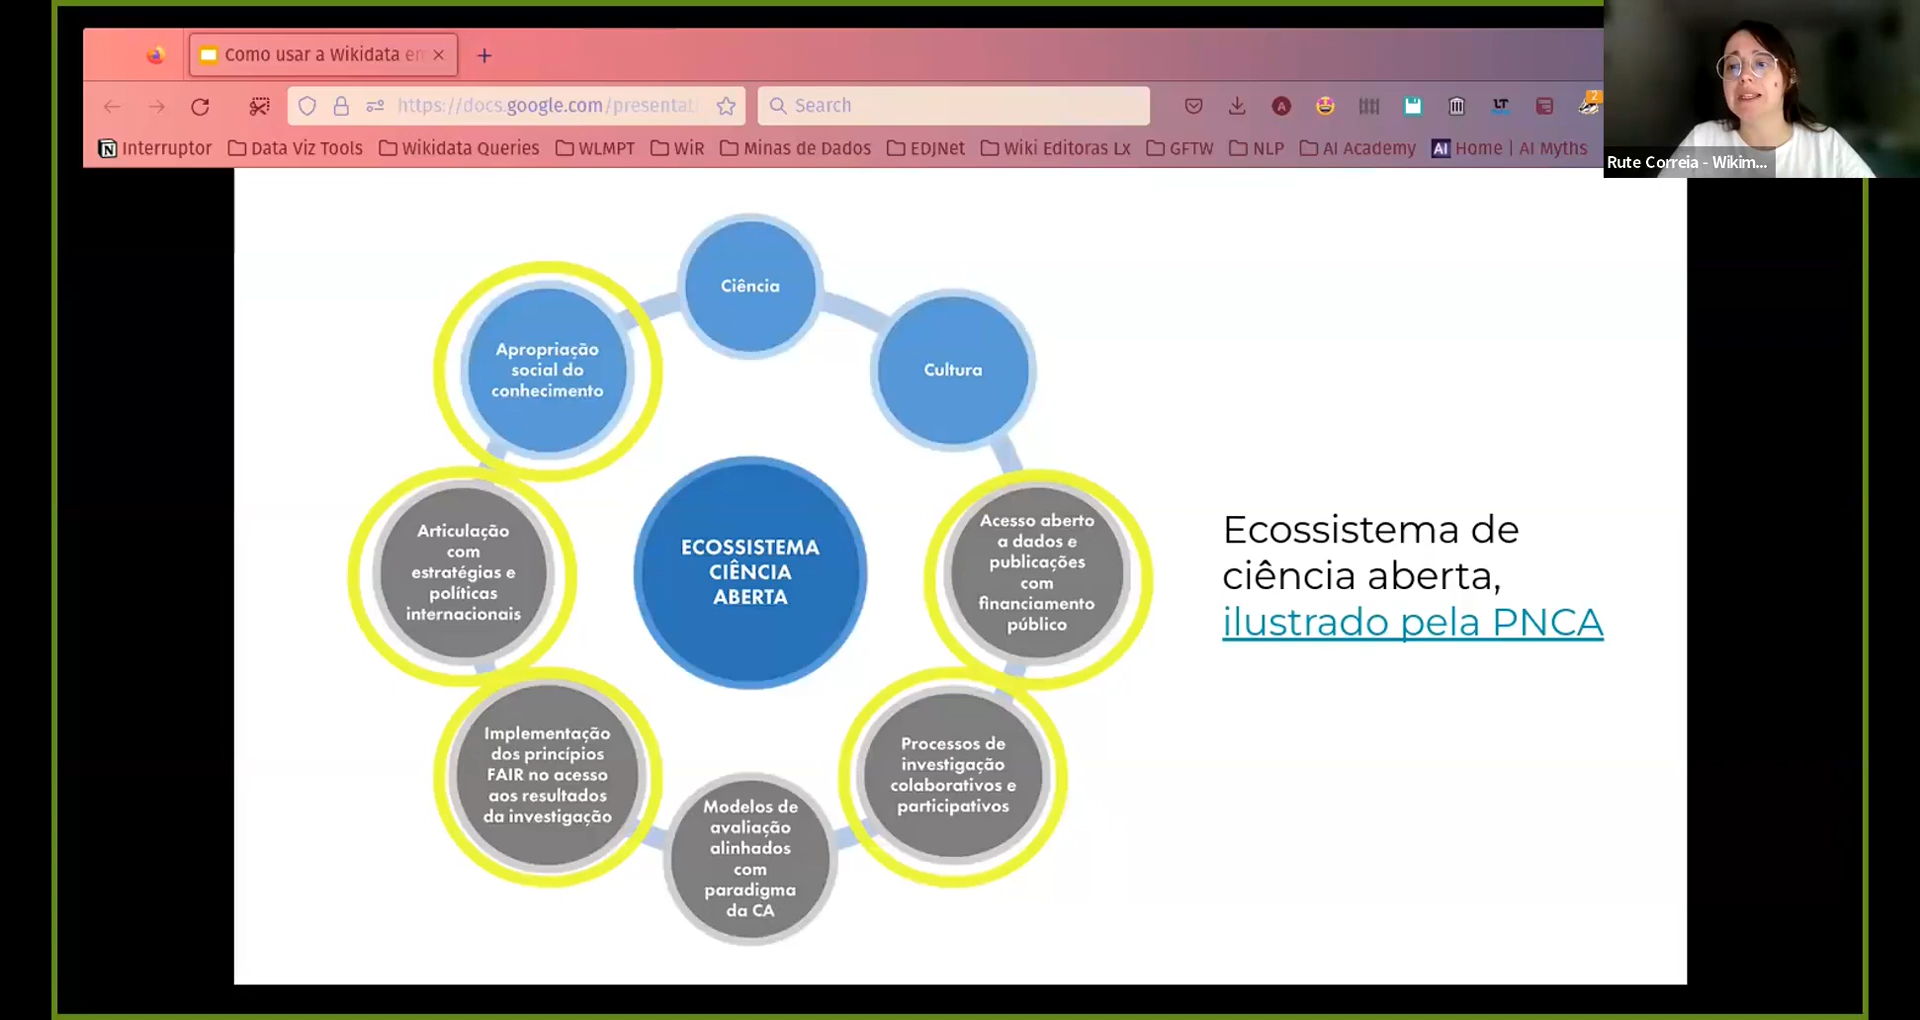 Como usar a Wikidata em
https://docs.google.com/presentat
Search
A
LT
2
Interruptor
Data Viz Tools
Wikidata Queries
WLMPT
WiR
Minas de Dados
EDJNet
Wiki Editoras Lx
GFTW
NLP
AI Academy
AI
Home | AI Myths
Rute Correia - Wikim...
Ciência
Cultura
Apropriação
social do
conhecimento
Articulação
com
estratégias e
políticas
internacionais
ECOSSISTEMA
CIÊNCIA
ABERTA
Acesso aberto
a dados e
publicações
com
financiamento
público
Implementação
dos princípios
FAIR no acesso
aos resultados
da investigação
Modelos de
avaliação
alinhados
com
paradigma
da CA
Processos de
investigação
colaborativos e
participativos
Ecossistema de
ciência aberta,
ilustrado pela PNCA